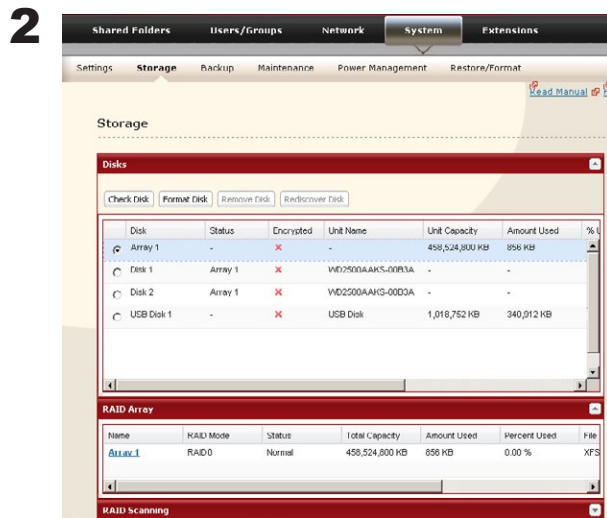 2
Shared Folders Users/Groups Network System Extensions
Settings Storage Backup Maintenance Power Management Restore/Format
Read Manual
Storage
Disks
Check Disk Format Disk Remove Disk Rediscover Disk
Disk Status Encrypted Unit Name Unit Capacity Amount Used %
Array 1 - - 458,524,800 KB 856 KB
Disk 1 Array 1 WD2500AAKS-00B3A - -
Disk 2 Array 1 WD2500AAKS-00B3A - -
USB Disk 1 - USB Disk 1,018,752 KB 340,912 KB
RAID Array
Name RAID Mode Status Total Capacity Amount Used Percent Used File
Array 1 RAID0 Normal 458,524,800 KB 856 KB 0.00 % XFS
RAID Scanning